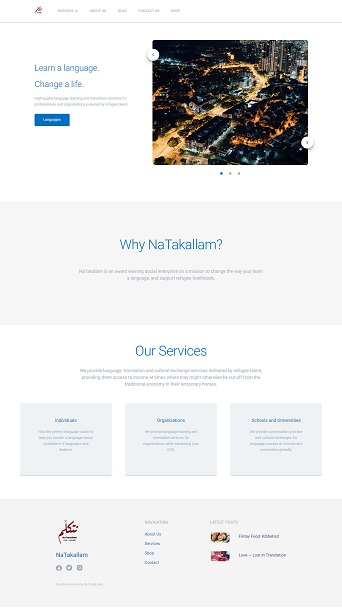 SERVICES
ABOUT US
BLOG
CONTACT US
SHOP
Learn a language.
Change a life.
High quality language learning and translation services for
professionals and organizations powered by refugee talent.
Languages
Why NaTakallam?
NaTakallam is an award winning social enterprise on a mission to change the way your team
a language, and support refugee livelihoods.
Our Services
We provide language, translation and cultural exchange services delivered by refugee talent,
providing them access to income at times where they might otherwise be cut off from the
traditional economy in their temporary homes.
Individuals
Find the perfect language coach to
help you master a language today!
Available in 5 languages and
dialects.
Organizations
We provide language training and
translation services for
organizations while advancing your
CSR.
Schools and Universities
We provide conversation practice
and cultural exchanges for
language courses at schools and
universities globally.
NaTakallam
NAVIGATION
About Us
Services
Shop
Contact
LATEST POSTS
Friday Food: Kibbehad
Love — Lost In Translation